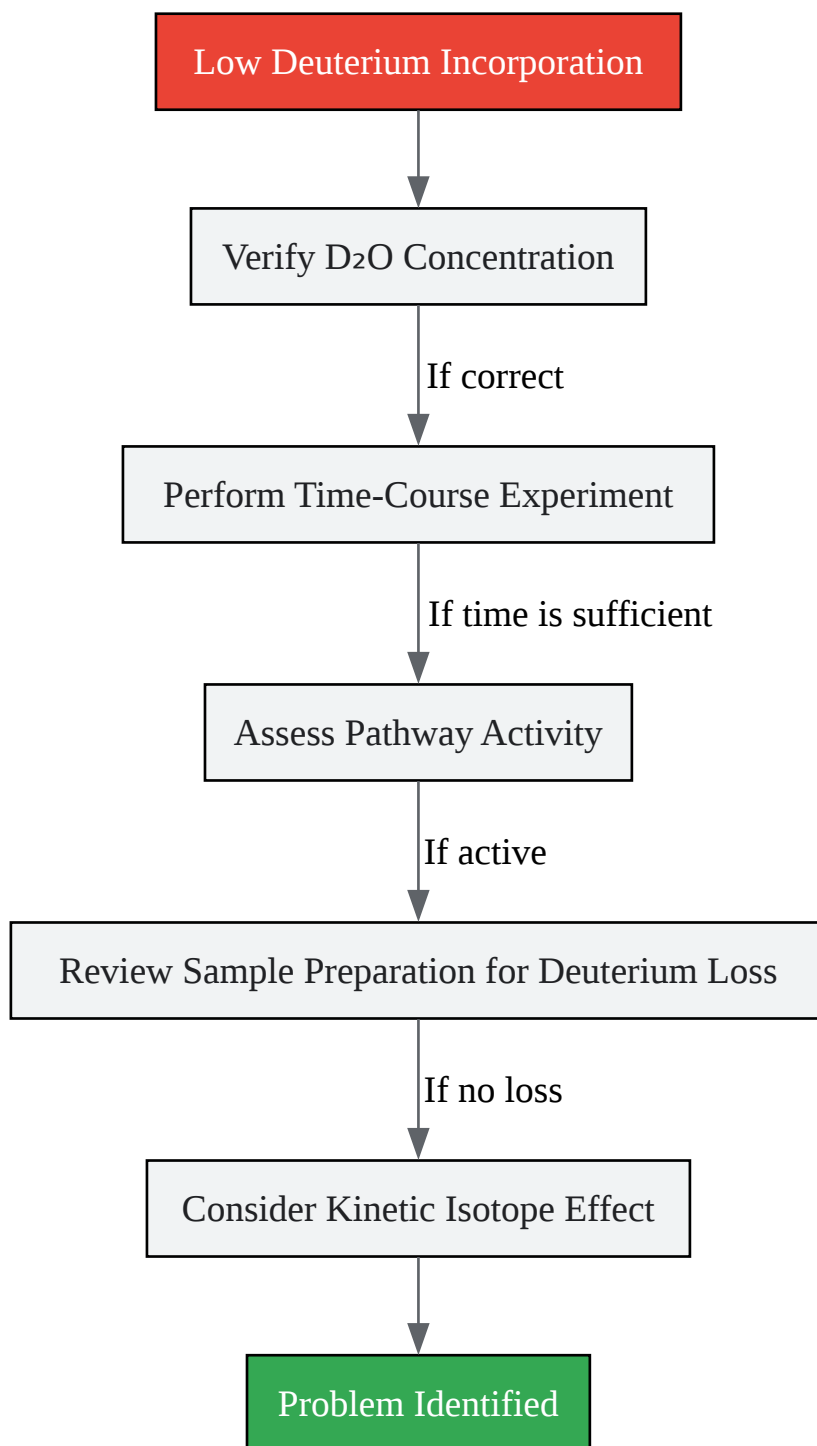 Low Deuterium Incorporation
Verify D₂O Concentration
If correct
Perform Time-Course Experiment
If time is sufficient
Assess Pathway Activity
If active
Review Sample Preparation for Deuterium Loss
If no loss
Consider Kinetic Isotope Effect
Problem Identified